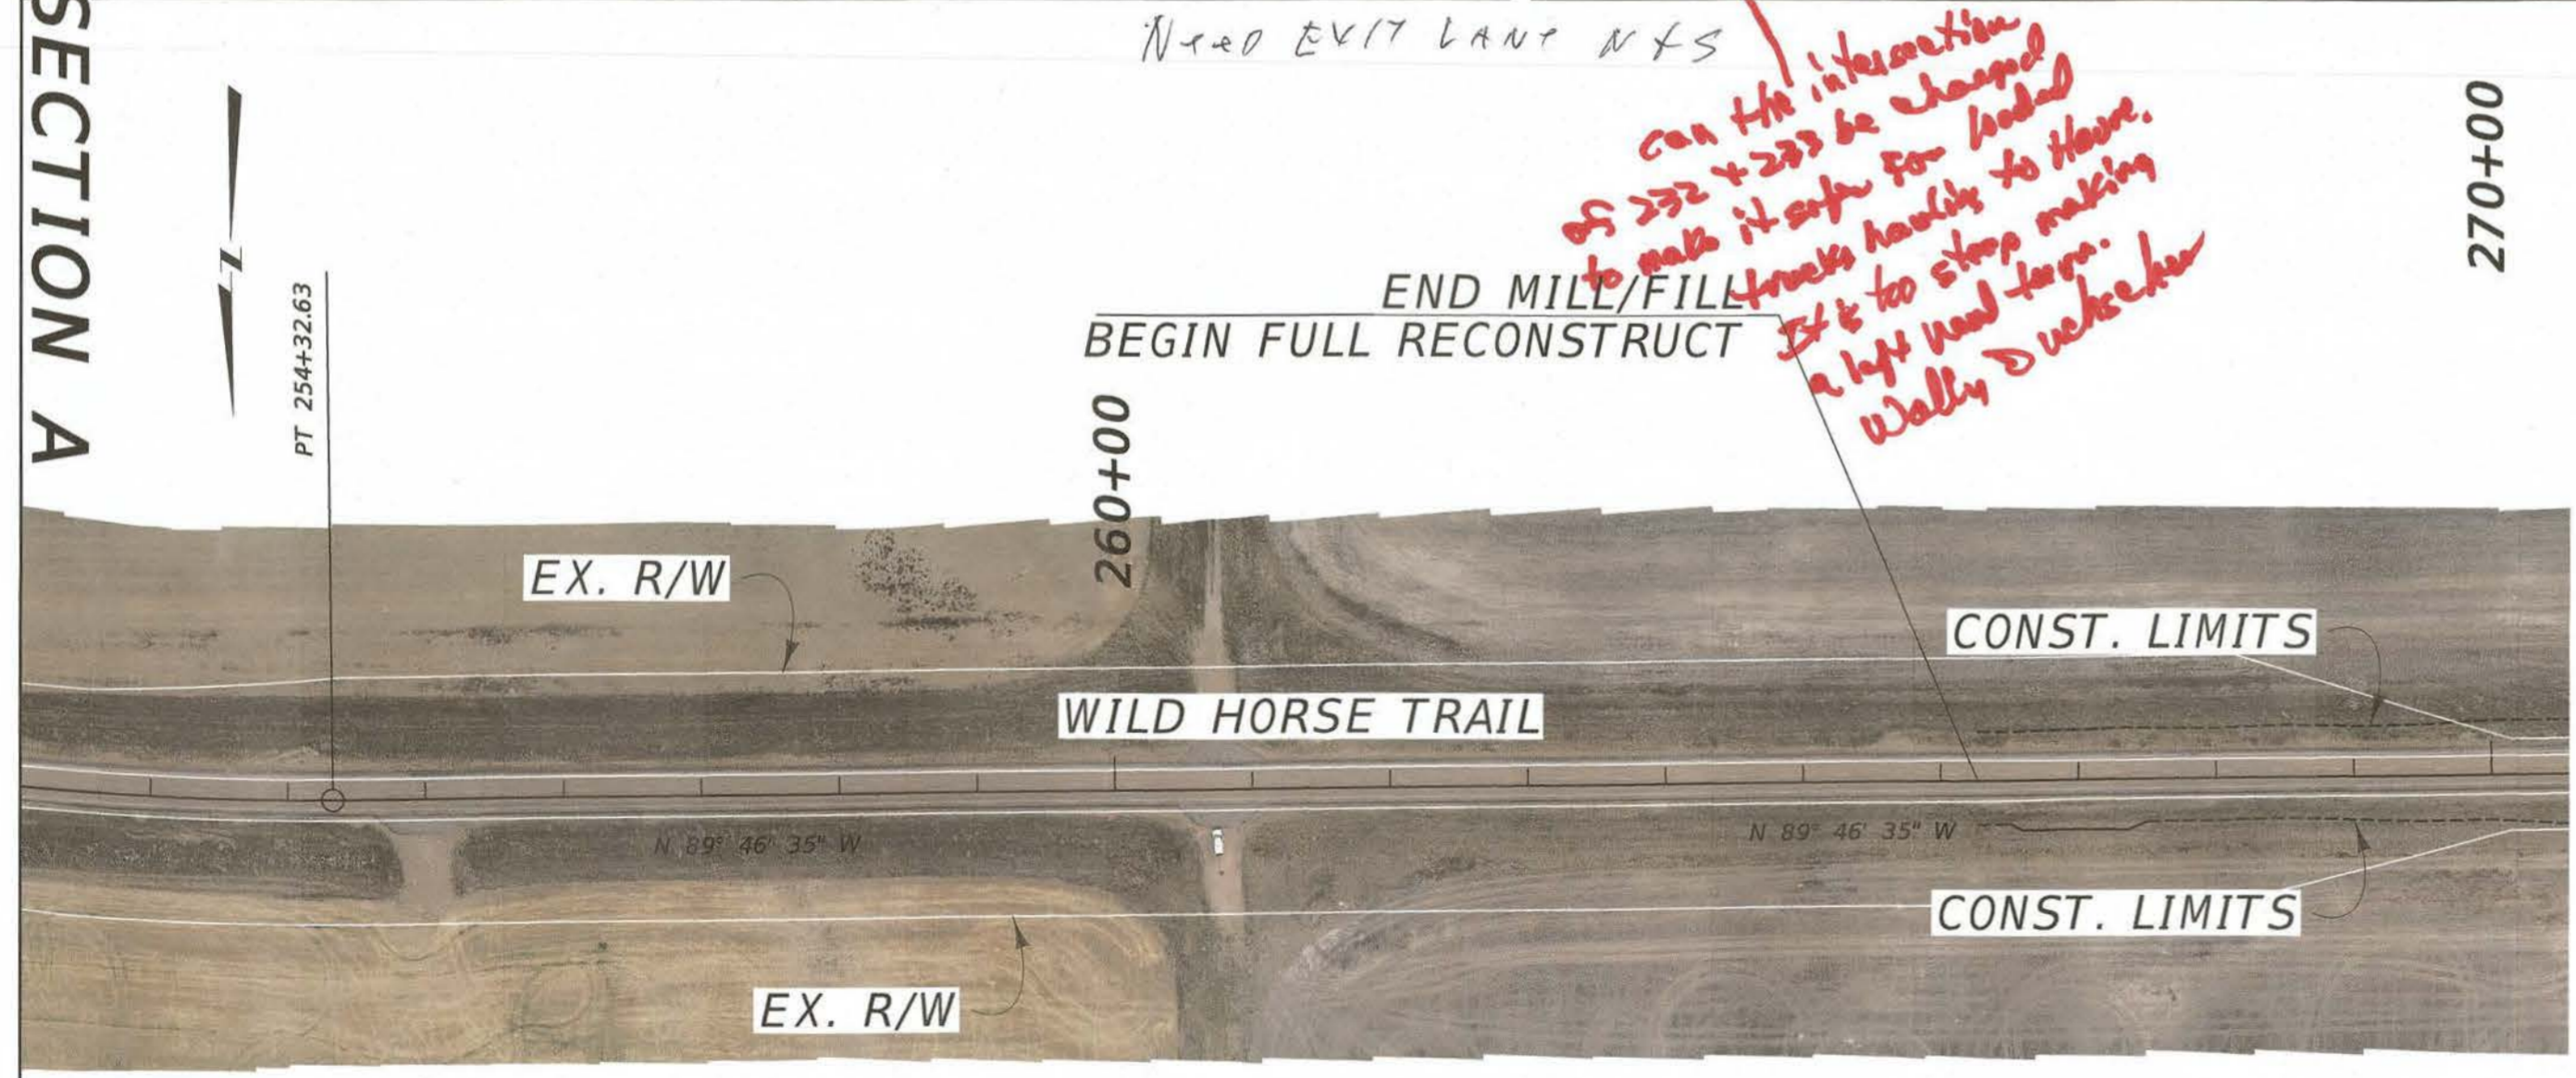 SECTION A
Need EXIT LANE N & S
can the intersection
of 232 + 233 be changed
to make it safer for loaded
trucks hauling to Havre.
It is too steep making
a left hand turn.
Wally Duchscher
270+00
PT 254+32.63
END MILL/FILL
BEGIN FULL RECONSTRUCT
260+00
EX. R/W
CONST. LIMITS
WILD HORSE TRAIL
N 89° 46' 35" W
N 89° 46' 35" W
CONST. LIMITS
EX. R/W
Z